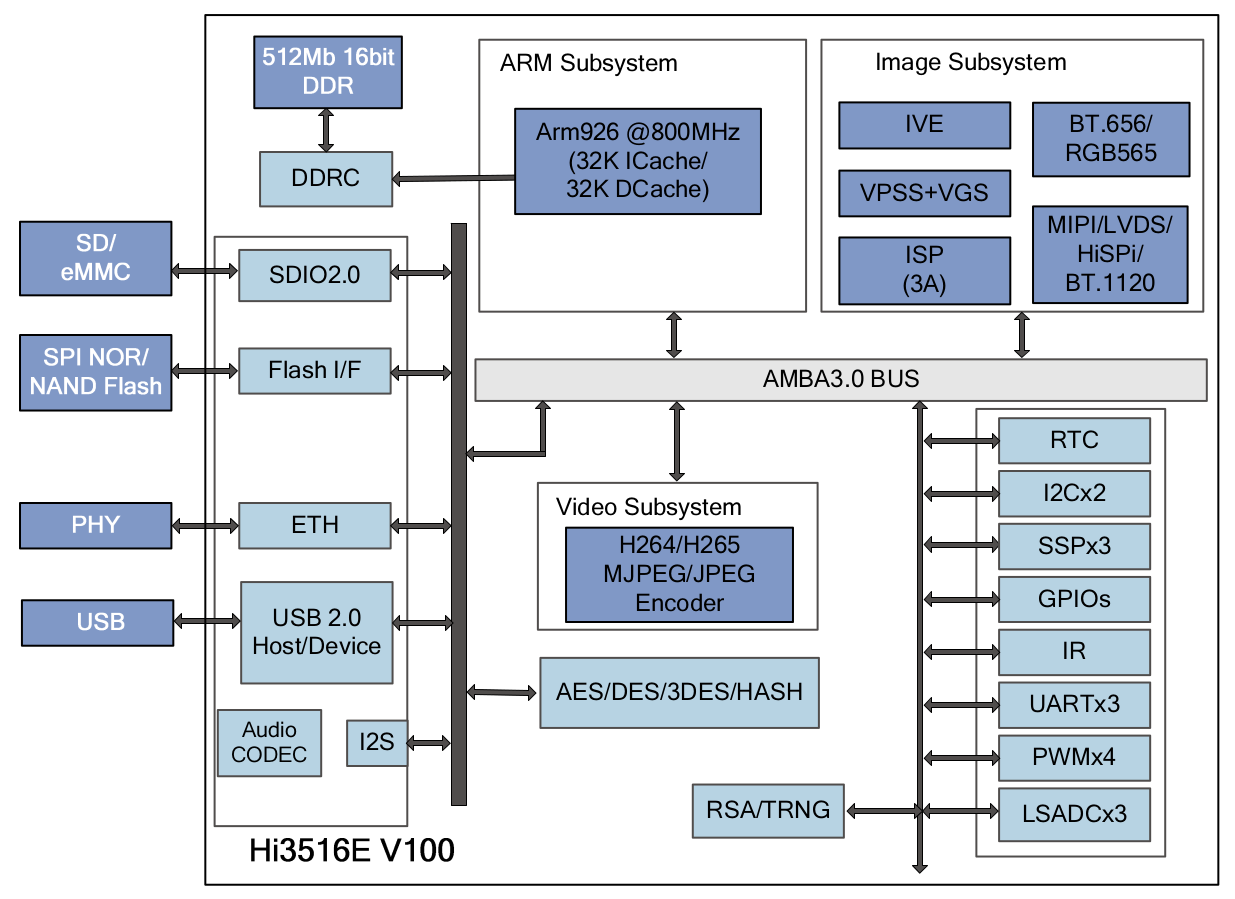 512Mb 16bit
DDR
DDRC
ARM Subsystem
Arm926 @800MHz
(32K ICache/
32K DCache)
Image Subsystem
IVE
VPSS+VGS
ISP
(3A)
BT.656/
RGB565
MIPI/LVDS/
HiSPi/
BT.1120
SD/
eMMC
SDIO2.0
SPI NOR/
NAND Flash
Flash I/F
PHY
ETH
USB
USB 2.0
Host/Device
Audio
CODEC
I2S
AMBA3.0 BUS
Video Subsystem
H264/H265
MJPEG/JPEG
Encoder
AES/DES/3DES/HASH
RSA/TRNG
RTC
I2Cx2
SSPx3
GPIOs
IR
UARTx3
PWMx4
LSADCx3
Hi3516E V100